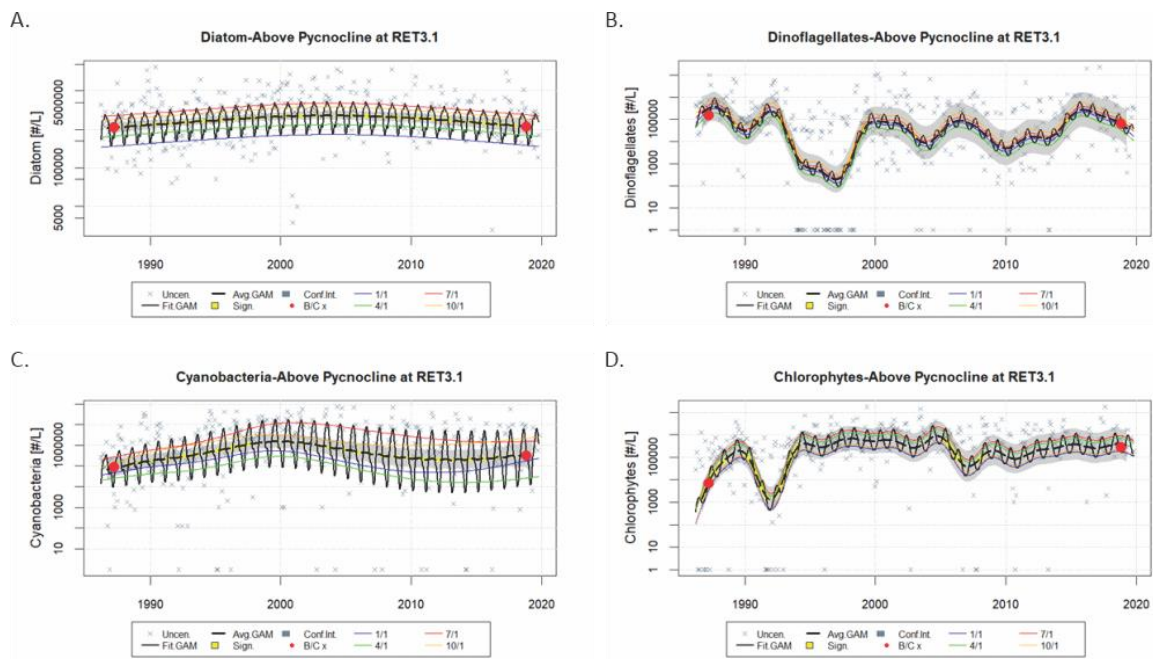 A.
Diatom-Above Pycnocline at RET3.1
Diatom [#/L]
5000000
100000
5000
1990 2000 2010 2020
Uncen. Avg.GAM Conf.Int. 1/1 7/1
Fit.GAM Sign. B/C x 4/1 10/1
B.
Dinoflagellates-Above Pycnocline at RET3.1
Dinoflagellates [#/L]
100000
1000
10
1
1990 2000 2010 2020
Uncen. Avg.GAM Conf.Int. 1/1 7/1
Fit.GAM Sign. B/C x 4/1 10/1
C.
Cyanobacteria-Above Pycnocline at RET3.1
Cyanobacteria [#/L]
100000
1000
10
1990 2000 2010 2020
Uncen. Avg.GAM Conf.Int. 1/1 7/1
Fit.GAM Sign. B/C x 4/1 10/1
D.
Chlorophytes-Above Pycnocline at RET3.1
Chlorophytes [#/L]
100000
1000
10
1
1990 2000 2010 2020
Uncen. Avg.GAM Conf.Int. 1/1 7/1
Fit.GAM Sign. B/C x 4/1 10/1